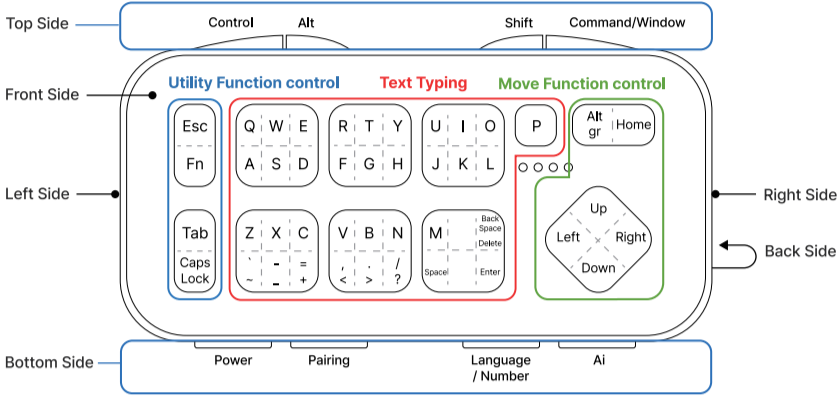 Top Side
Control Alt Shift Command/Window
Utility Function control Text Typing Move Function control
Front Side
Esc Q W E R T Y U I O P Alt gr Home
Fn A S D F G H J K L
Left Side
Right Side
Up
Left Right
Down
Back Side
Tab Z X C V B N M Back Space
Delete
Caps Lock ` ~ - _ = + , < . > / ? Space Enter
Bottom Side
Power Pairing Language / Number Ai